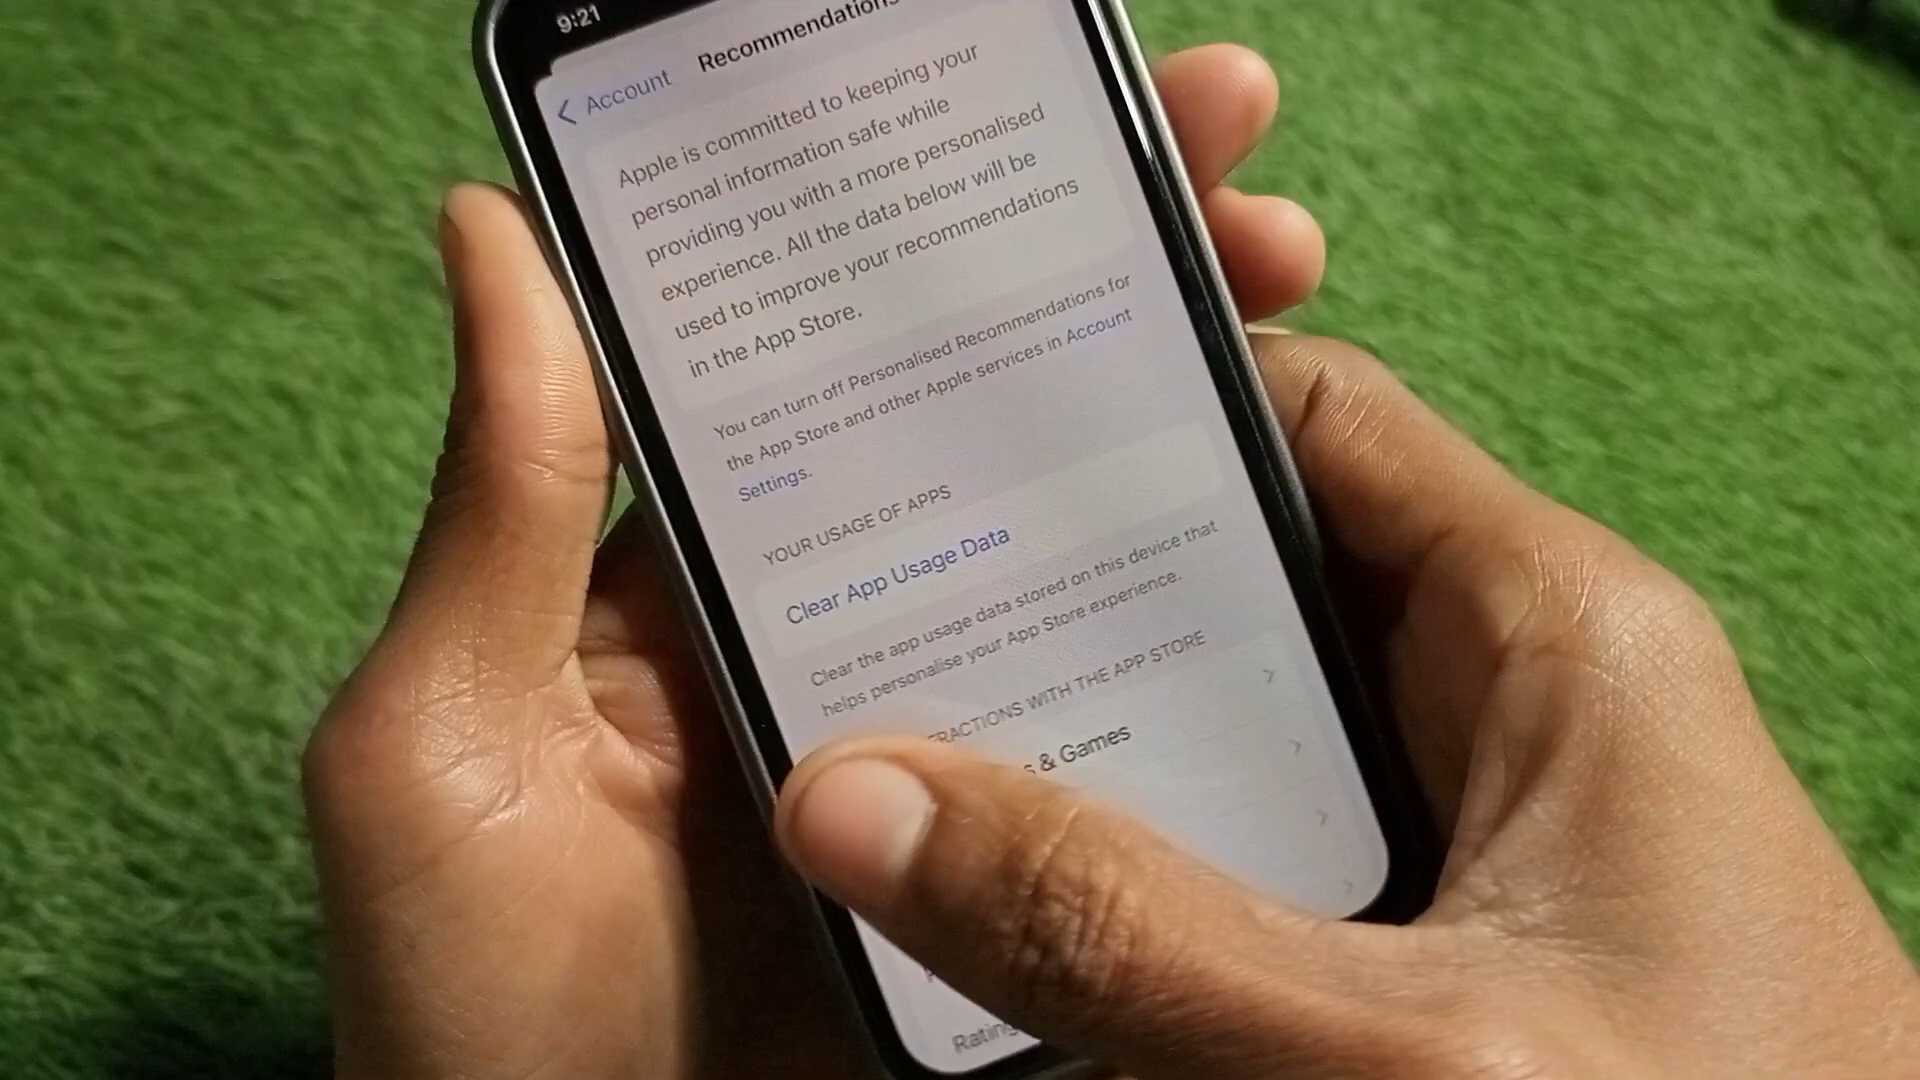 9:21
Account
Recommendations
Apple is committed to keeping your
personal information safe while
providing you with a more personalised
experience. All the data below will be
used to improve your recommendations
in the App Store.
You can turn off Personalised Recommendations for
the App Store and other Apple services in Account
Settings.
YOUR USAGE OF APPS
Clear App Usage Data
Clear the app usage data stored on this device that
helps personalise your App Store experience.
WITH THE APP STORE
& Games